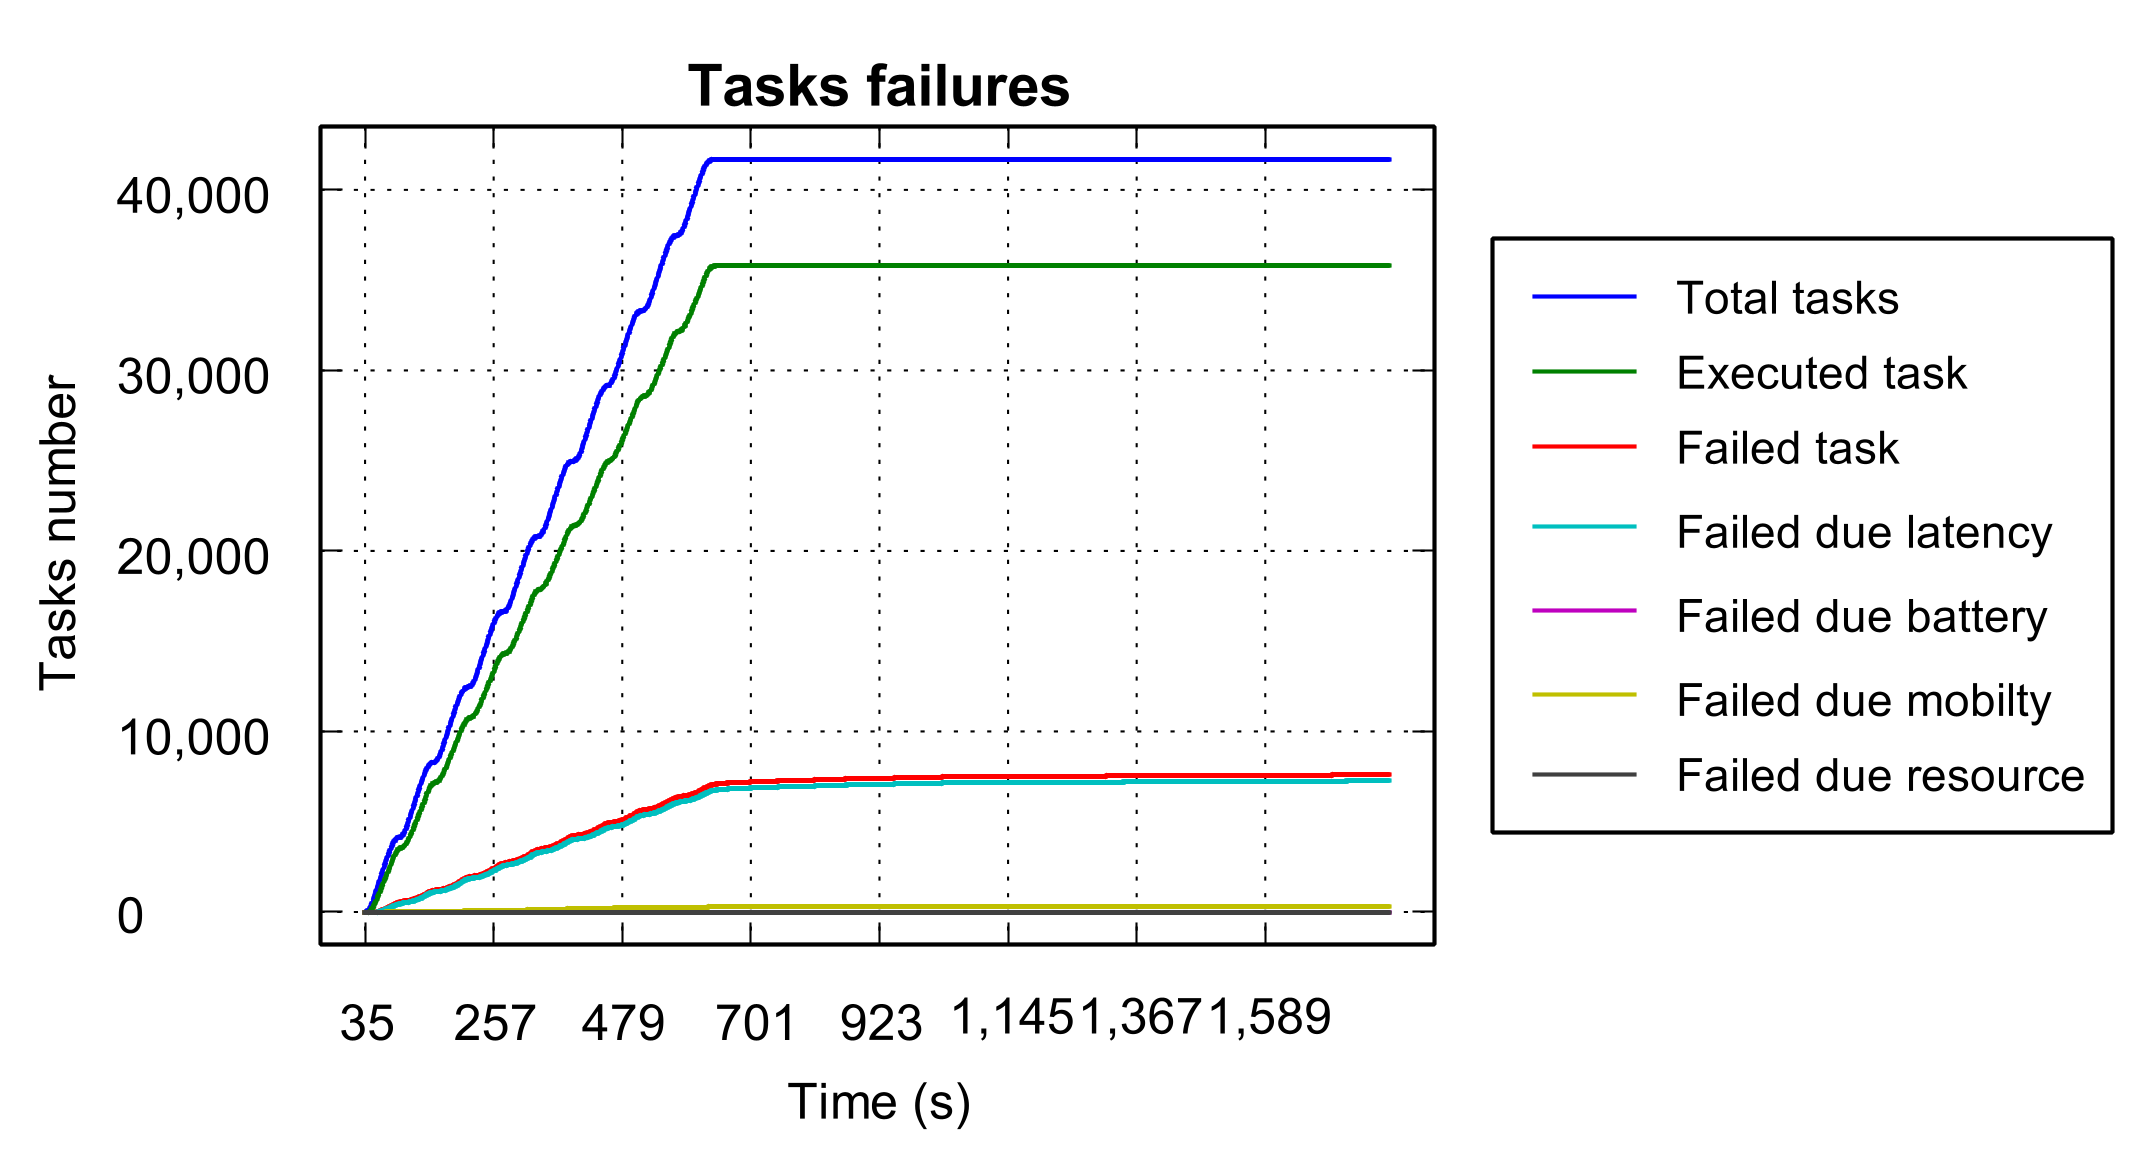 Tasks failures
40,000
30,000
20,000
10,000
0
Tasks number
35 257 479 701 923 1,145 1,367 1,589
Time (s)
Total tasks
Executed task
Failed task
Failed due latency
Failed due battery
Failed due mobilty
Failed due resource